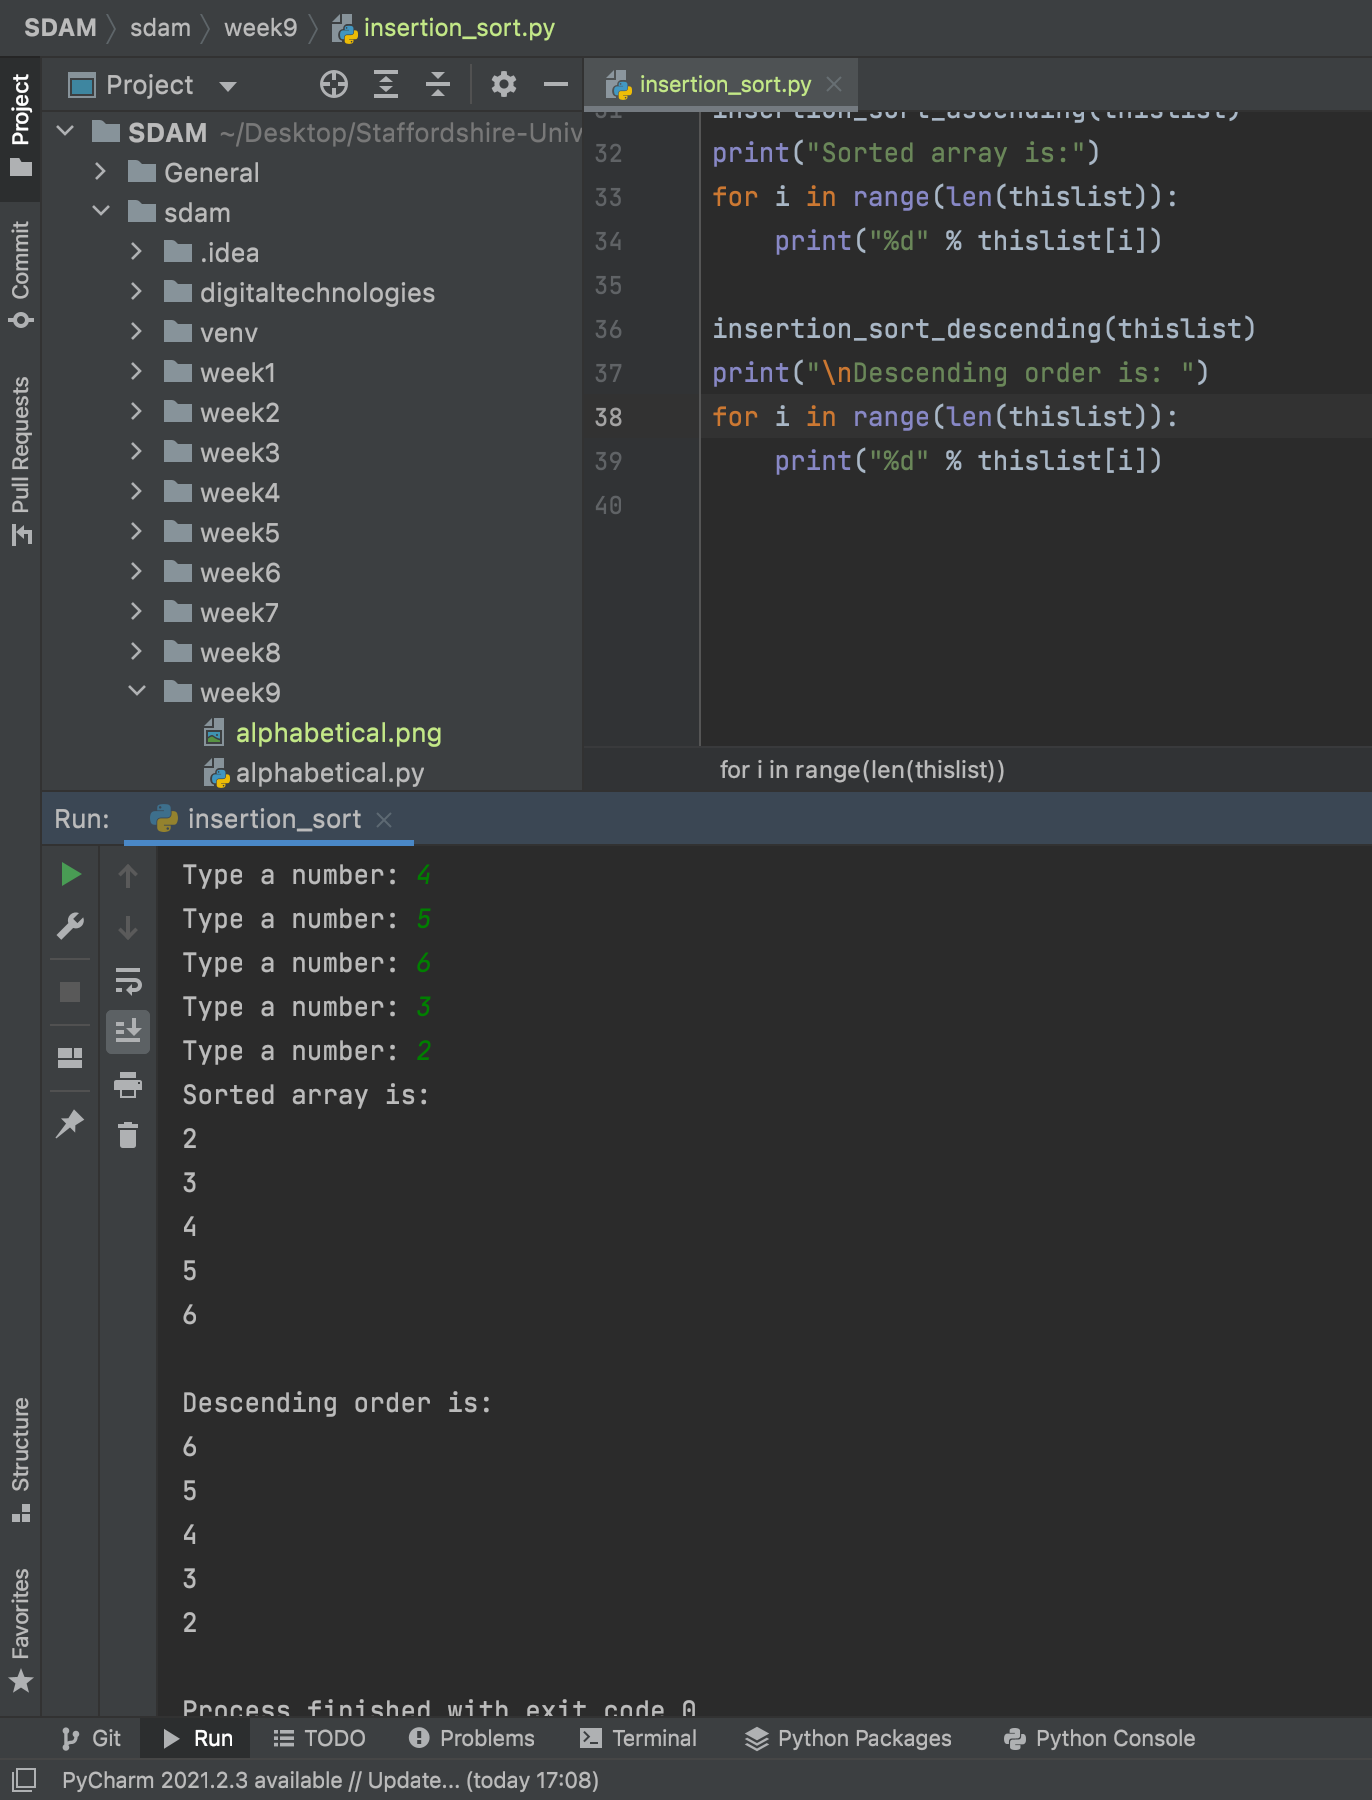 SDAM sdam week9 insertion_sort.py
Project
Commit
Pull Requests
Structure
Favorites
Project
SDAM ~/Desktop/Staffordshire-Univ
General
sdam
.idea
digitaltechnologies
venv
week1
week2
week3
week4
week5
week6
week7
week8
week9
alphabetical.png
alphabetical.py
insertion_sort.py
31 insertion_sort_ascending(thislist)
32 print("Sorted array is:")
33 for i in range(len(thislist)):
34     print("%d" % thislist[i])
35
36 insertion_sort_descending(thislist)
37 print("\nDescending order is: ")
38 for i in range(len(thislist)):
39     print("%d" % thislist[i])
40
for i in range(len(thislist))
Run: insertion_sort
Type a number: 4
Type a number: 5
Type a number: 6
Type a number: 3
Type a number: 2
Sorted array is:
2
3
4
5
6
Descending order is:
6
5
4
3
2
Process finished with exit code 0
Git Run TODO Problems Terminal Python Packages Python Console
PyCharm 2021.2.3 available // Update... (today 17:08)